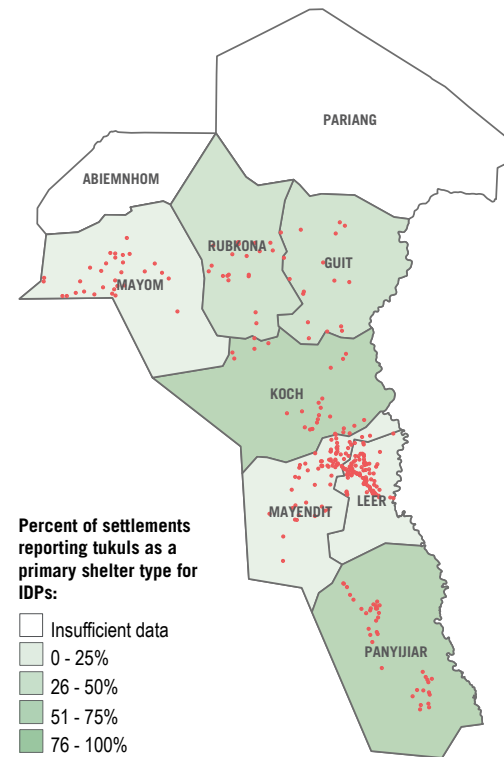 PARIANG
ABIEMNHOM
RUBKONA
GUIT
MAYOM
KOCH
MAYENDIT
LEER
Percent of settlements
reporting tukuls as a
primary shelter type for
IDPs:
Insufficient data
0 - 25%
26 - 50%
51 - 75%
76 - 100%
PANYIJIAR